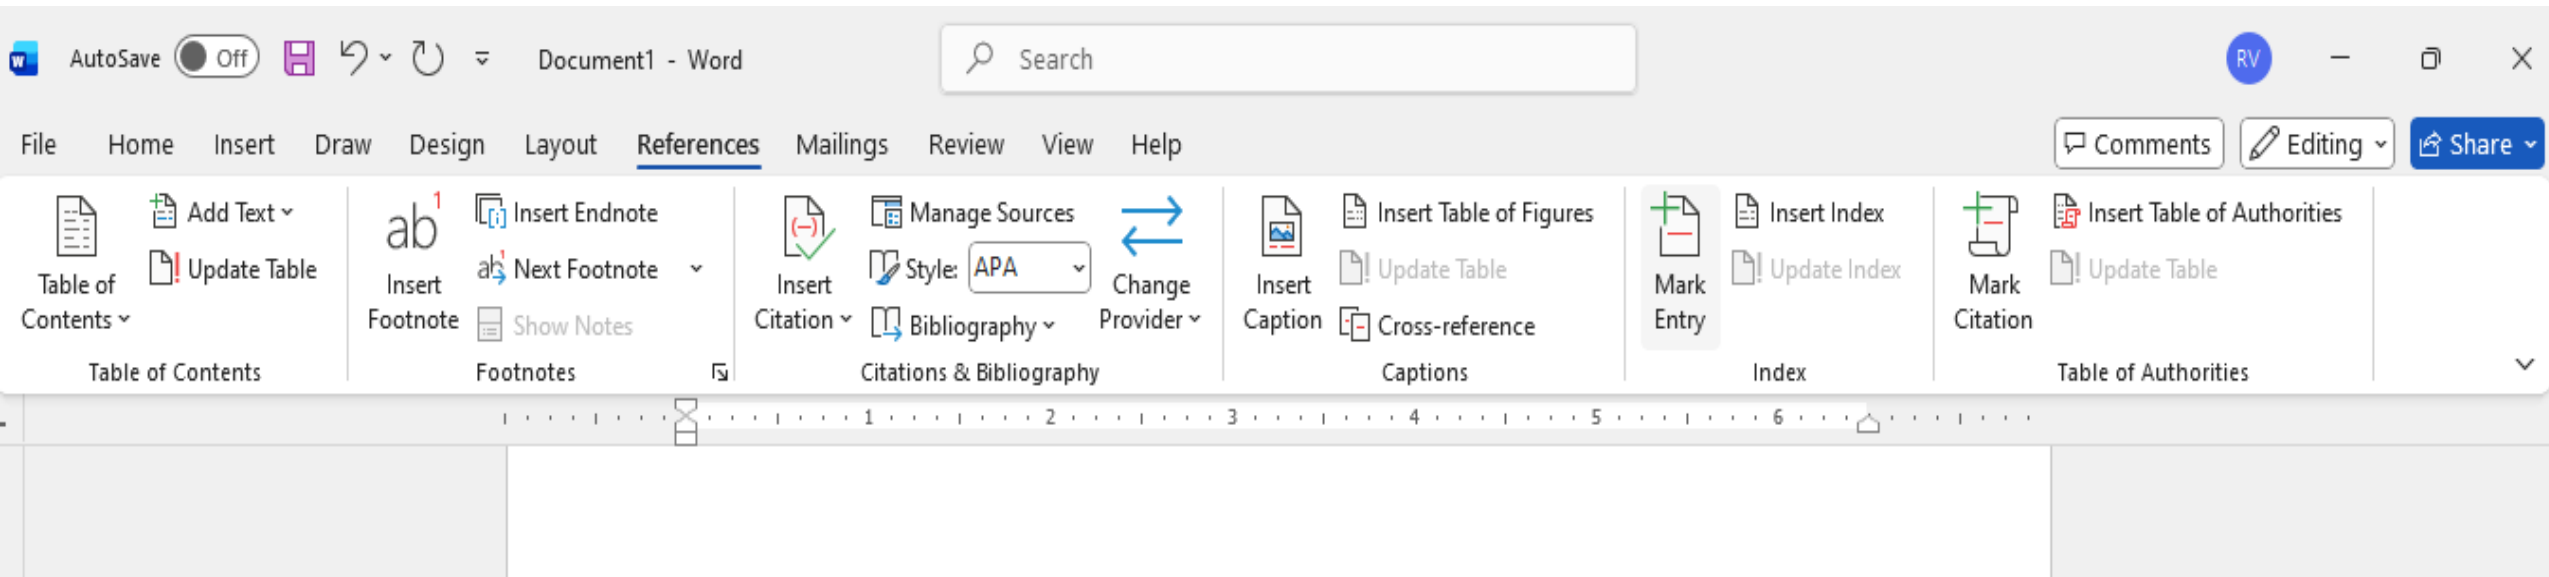 AutoSave Off Document1 - Word Search RV
File Home Insert Draw Design Layout References Mailings Review View Help Comments Editing Share
Table of Contents
Add Text
Update Table
Table of Contents
ab1
Insert Footnote
Insert Endnote
Next Footnote
Show Notes
Footnotes
Insert Citation
Manage Sources
Style: APA
Bibliography
Change Provider
Citations & Bibliography
Insert Caption
Insert Table of Figures
Update Table
Cross-reference
Captions
Mark Entry
Insert Index
Update Index
Index
Mark Citation
Insert Table of Authorities
Update Table
Table of Authorities
1 2 3 4 5 6